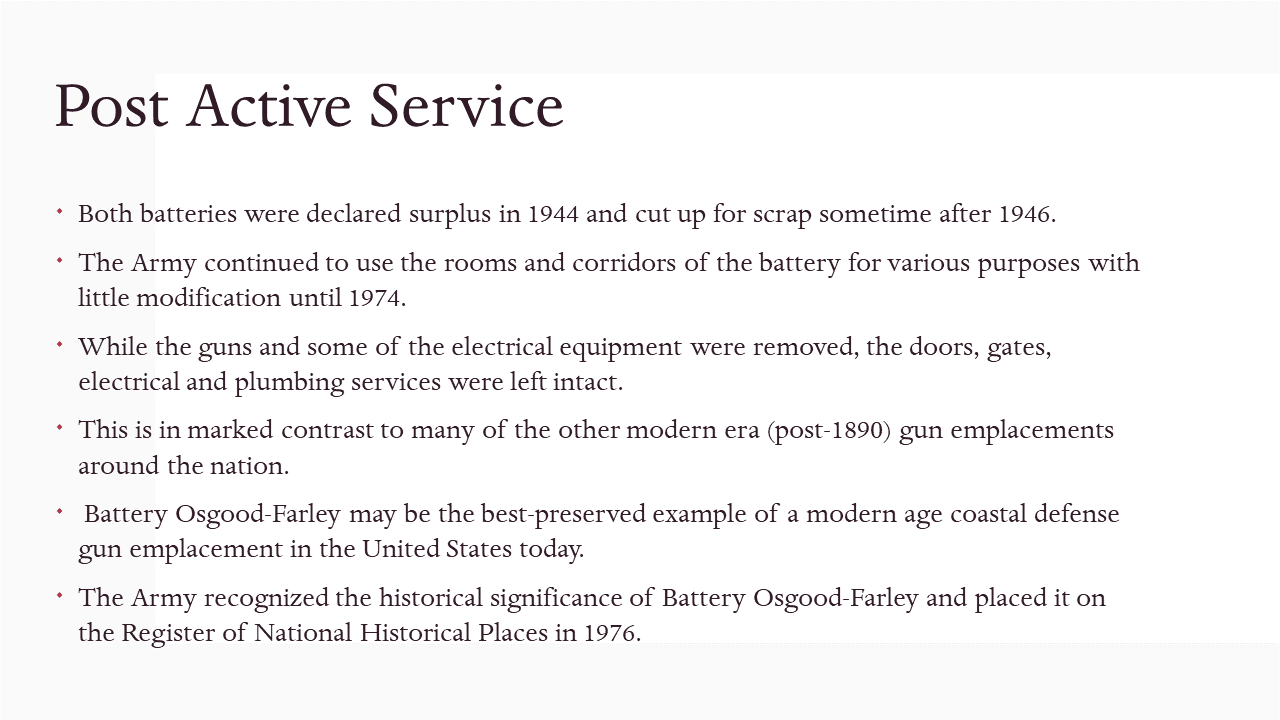 Post Active Service
Both batteries were declared surplus in 1944 and cut up for scrap sometime after 1946.
The Army continued to use the rooms and corridors of the battery for various purposes with
little modification until 1974.
While the guns and some of the electrical equipment were removed, the doors, gates,
electrical and plumbing services were left intact.
This is in marked contrast to many of the other modern era (post-1890) gun emplacements
around the nation.
Battery Osgood-Farley may be the best-preserved example of a modern age coastal defense
gun emplacement in the United States today.
The Army recognized the historical significance of Battery Osgood-Farley and placed it on
the Register of National Historical Places in 1976.